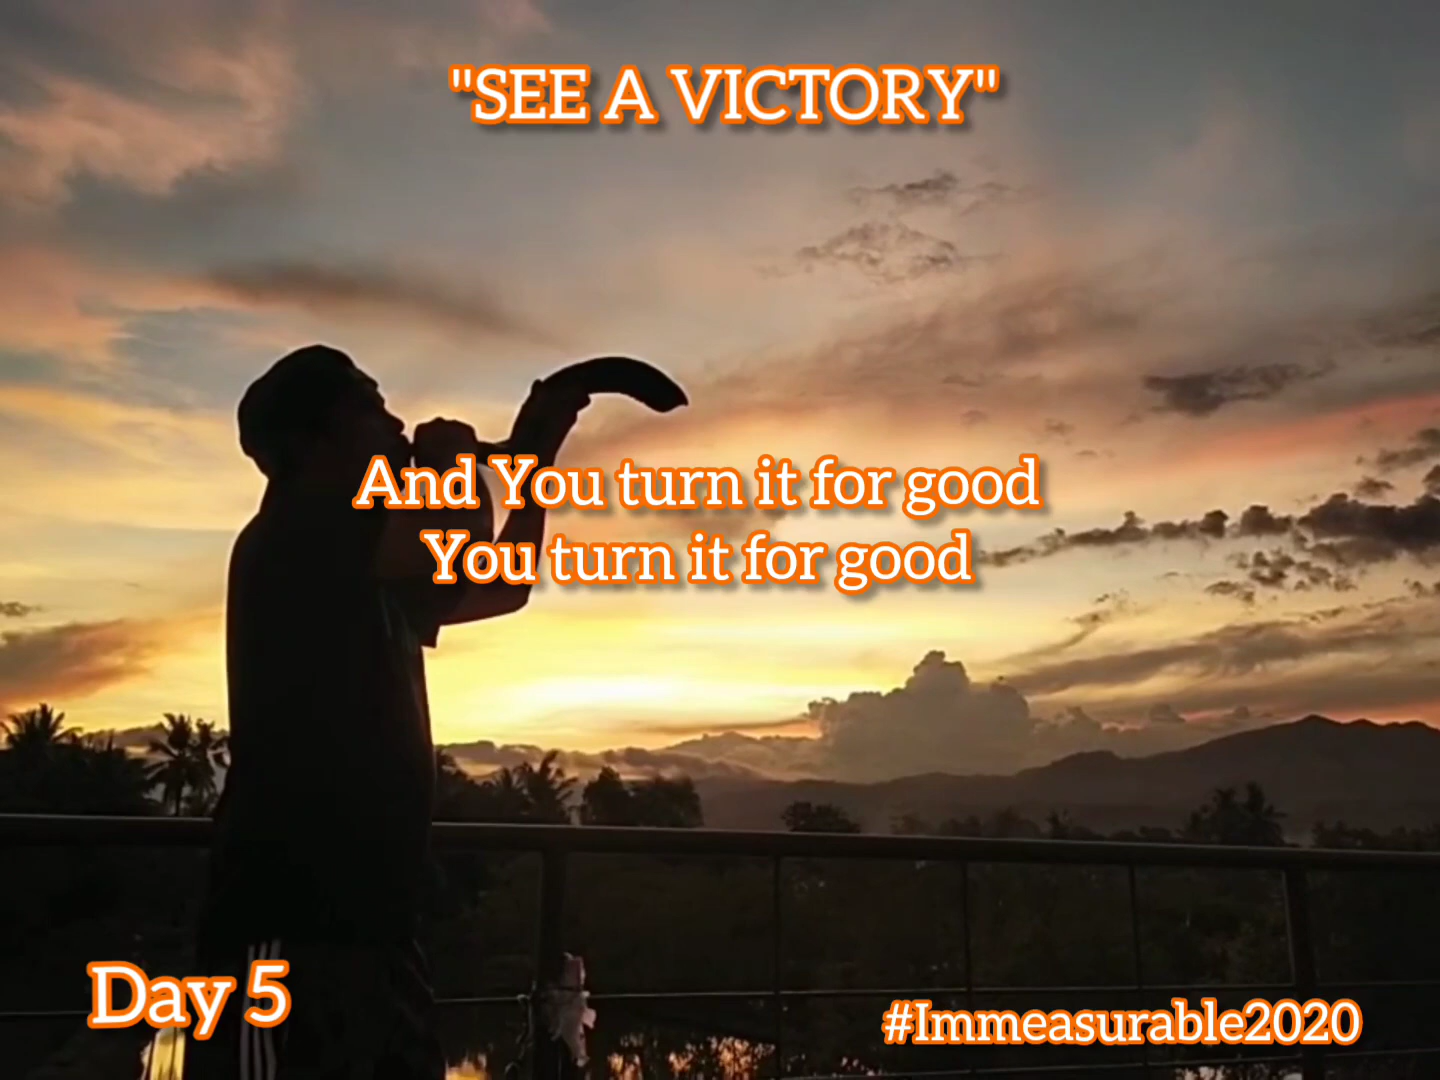 "SEE A VICTORY"
And You turn it for good
You turn it for good
Day 5
#Immeasurable2020